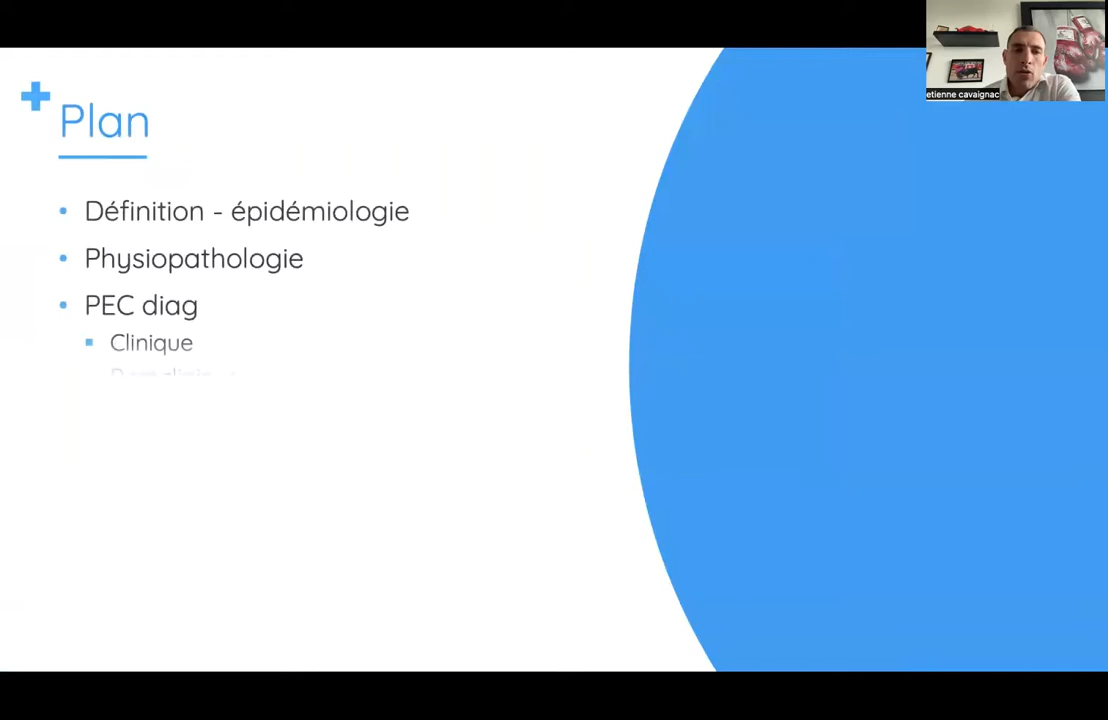 Plan
Définition - épidémiologie
Physiopathologie
PEC diag
Clinique
etienne cavaignac